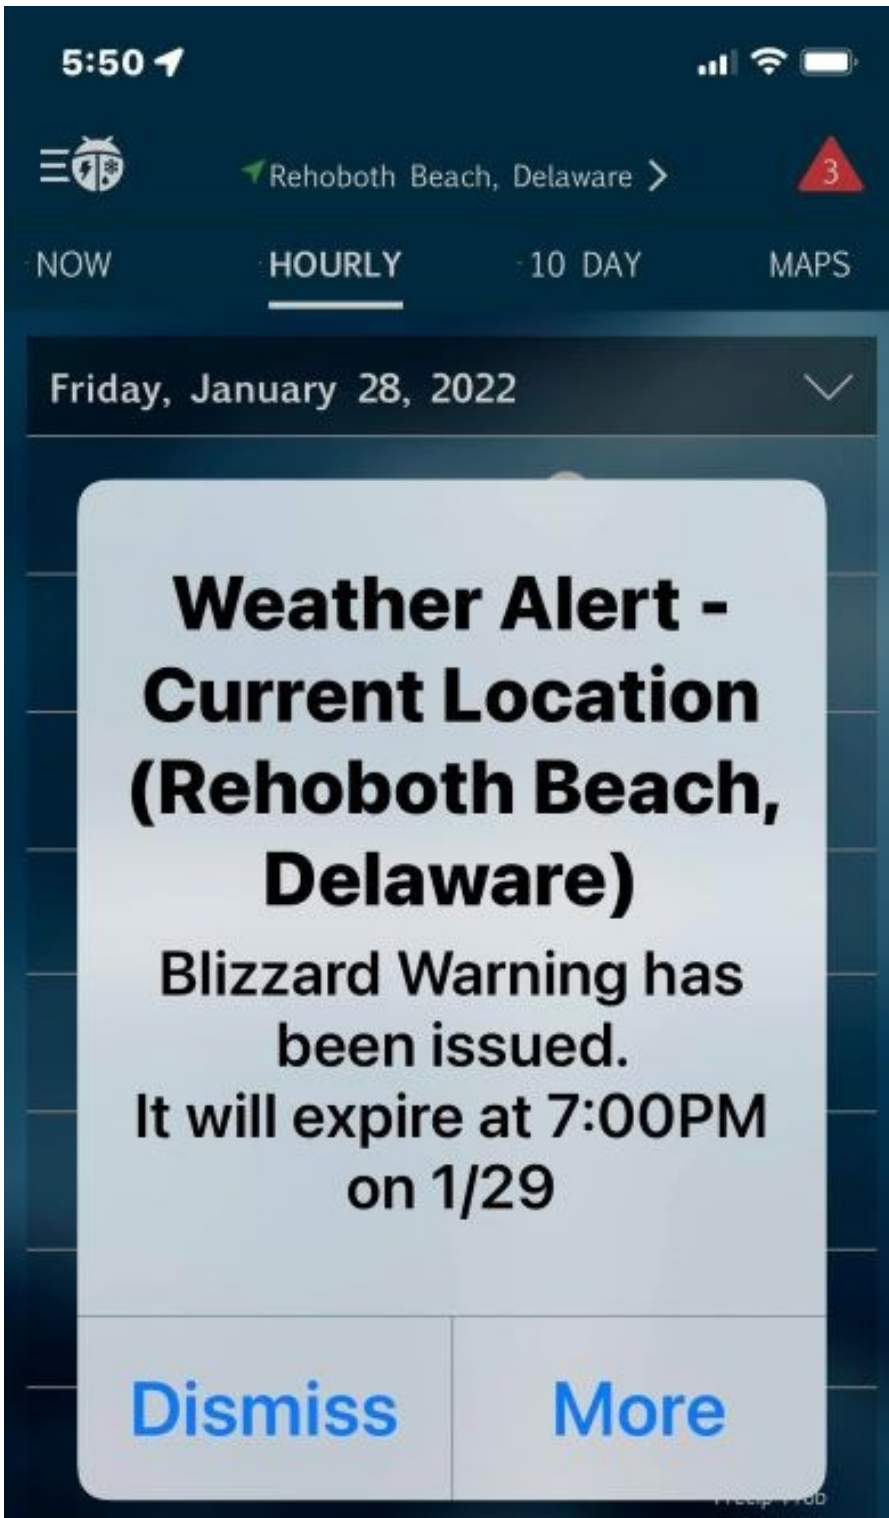 5:50
Rehoboth Beach, Delaware
3
NOW HOURLY 10 DAY MAPS
Friday, January 28, 2022
Weather Alert -
Current Location
(Rehoboth Beach,
Delaware)
Blizzard Warning has
been issued.
It will expire at 7:00PM
on 1/29
Dismiss More